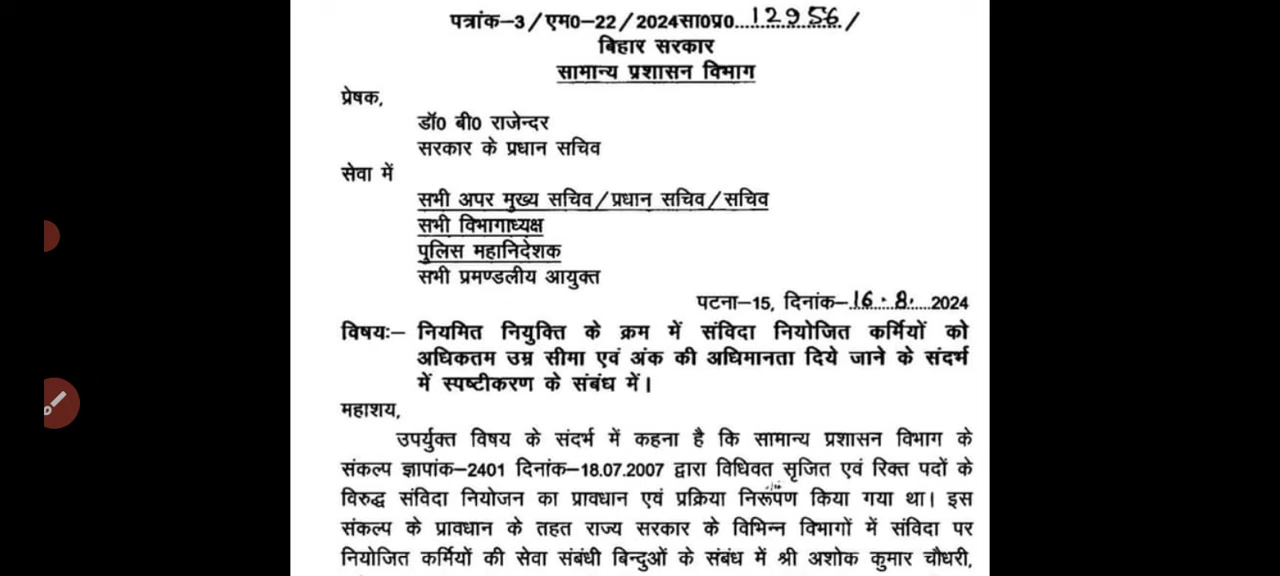 पत्रांक–3/एम0–22/2024सा0प्र0....12956/
बिहार सरकार
सामान्य प्रशासन विभाग
प्रेषक,
डॉ0 बी0 राजेन्दर
सरकार के प्रधान सचिव
सेवा में
सभी अपर मुख्य सचिव/प्रधान सचिव/सचिव
सभी विभागाध्यक्ष
पुलिस महानिदेशक
सभी प्रमण्डलीय आयुक्त
पटना–15, दिनांक–16.8.2024
विषयः– नियमित नियुक्ति के क्रम में संविदा नियोजित कर्मियों को
अधिकतम उम्र सीमा एवं अंक की अधिमानता दिये जाने के संदर्भ
में स्पष्टीकरण के संबंध में।
महाशय,
उपर्युक्त विषय के संदर्भ में कहना है कि सामान्य प्रशासन विभाग के
संकल्प ज्ञापांक–2401 दिनांक–18.07.2007 द्वारा विधिवत सृजित एवं रिक्त पदों के
विरुद्ध संविदा नियोजन का प्रावधान एवं प्रक्रिया निरूपण किया गया था। इस
संकल्प के प्रावधान के तहत राज्य सरकार के विभिन्न विभागों में संविदा पर
नियोजित कर्मियों की सेवा संबंधी बिन्दुओं के संबंध में श्री अशोक कुमार चौधरी,